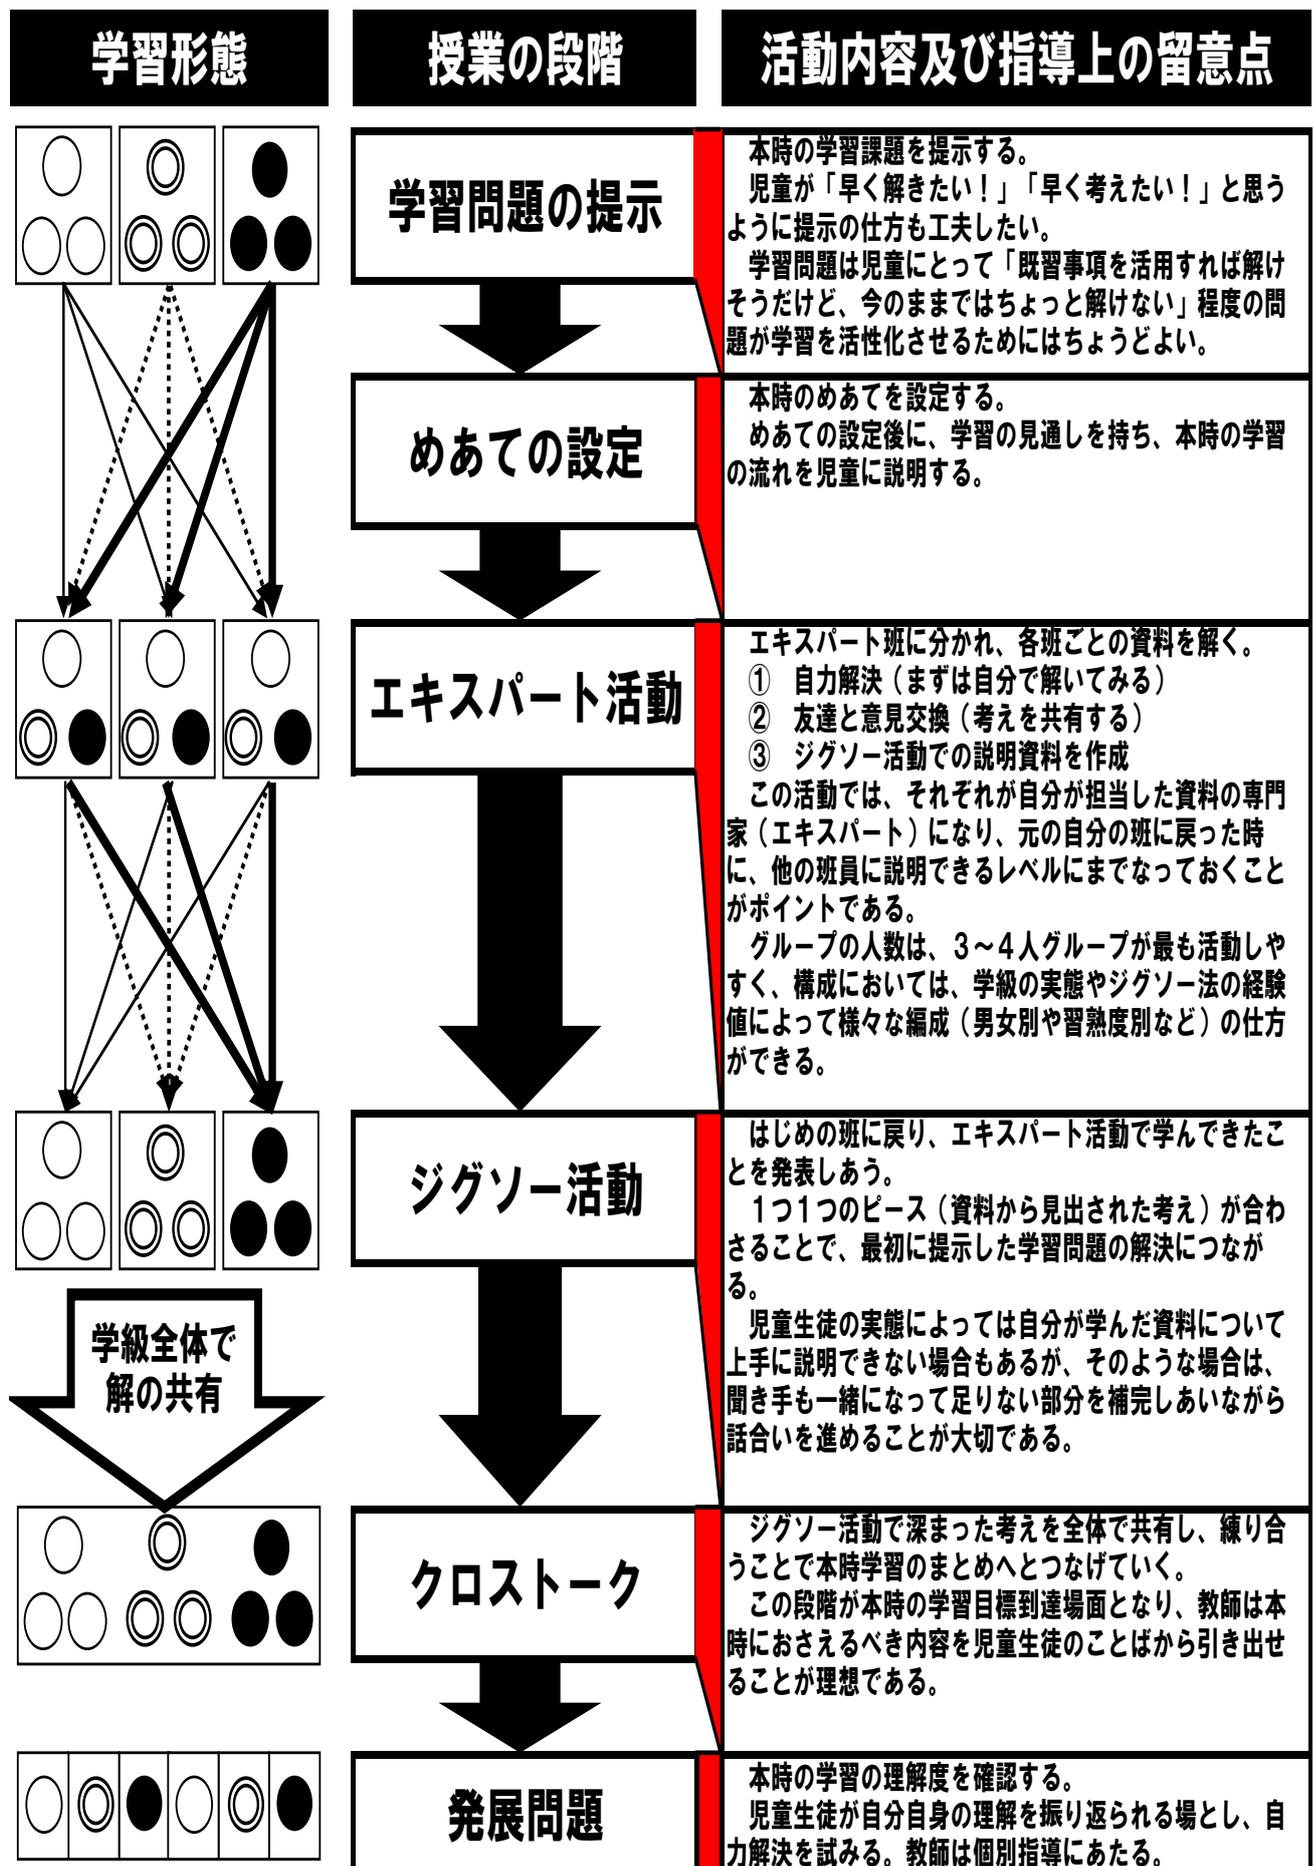 学習形態
授業の段階
活動内容及び指導上の留意点
学習問題の提示
本時の学習課題を提示する。
児童が「早く解きたい！」「早く考えたい！」と思う
ように提示の仕方も工夫したい。
学習問題は児童にとって「既習事項を活用すれば解け
そうだけど、今のままではちょっと解けない」程度の問
題が学習を活性化させるためにはちょうどよい。
めあての設定
本時のめあてを設定する。
めあての設定後に、学習の見通しを持ち、本時の学習
の流れを児童に説明する。
エキスパート活動
エキスパート班に分かれ、各班ごとの資料を解く。
①　自力解決（まずは自分で解いてみる）
②　友達と意見交換（考えを共有する）
③　ジグソー活動での説明資料を作成
この活動では、それぞれが自分が担当した資料の専門
家（エキスパート）になり、元の自分の班に戻った時
に、他の班員に説明できるレベルにまでなっておくこと
がポイントである。
グループの人数は、３～４人グループが最も活動しや
すく、構成においては、学級の実態やジグソー法の経験
値によって様々な編成（男女別や習熟度別など）の仕方
ができる。
ジグソー活動
はじめの班に戻り、エキスパート活動で学んできたこ
とを発表しあう。
１つ１つのピース（資料から見出された考え）が合わ
さることで、最初に提示した学習問題の解決につなが
る。
児童生徒の実態によっては自分が学んだ資料について
上手に説明できない場合もあるが、そのような場合は、
聞き手も一緒になって足りない部分を補完しあいながら
話合いを進めることが大切である。
学級全体で
解の共有
クロストーク
ジグソー活動で深まった考えを全体で共有し、練り合
うことで本時学習のまとめへとつなげていく。
この段階が本時の学習目標到達場面となり、教師は本
時におさえるべき内容を児童生徒のことばから引き出せ
ることが理想である。
発展問題
本時の学習の理解度を確認する。
児童生徒が自分自身の理解を振り返られる場とし、自
力解決を試みる。教師は個別指導にあたる。